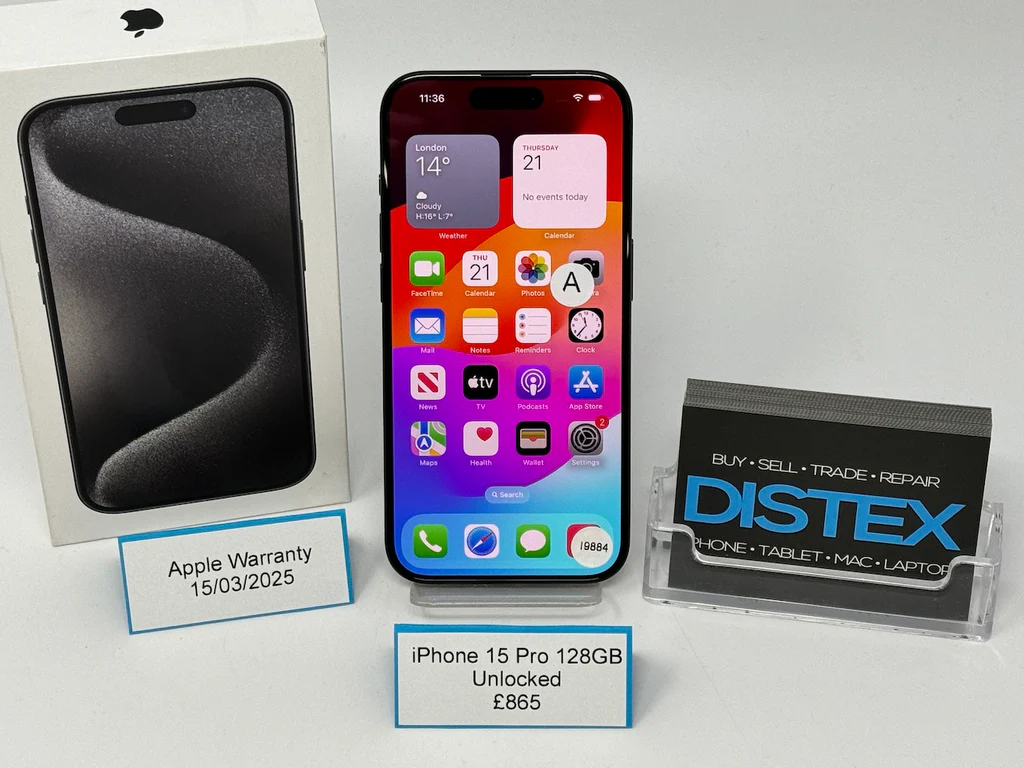 11:36
London
14°
Cloudy
H:16° L:7°
Weather
THURSDAY
21
No events today
Calendar
FaceTime
THU
21
Calendar
Photos
A
ra
Mail
Notes
Reminders
Clock
News
tv
TV
Podcasts
App Store
Maps
Health
Wallet
2
Settings
Search
19884
Apple Warranty
15/03/2025
iPhone 15 Pro 128GB
Unlocked
£865
BUY • SELL • TRADE • REPAIR
DISTEX
PHONE • TABLET • MAC • LAPTOP